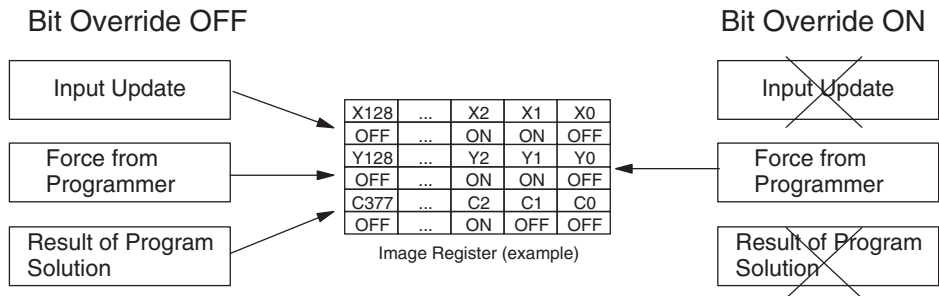 Bit Override OFF
Bit Override ON
Input Update
Force from
Programmer
Result of Program
Solution
X128 ... X2 X1 X0
OFF ... ON ON OFF
Y128 ... Y2 Y1 Y0
OFF ... ON ON OFF
C377 ... C2 C1 C0
OFF ... ON OFF OFF
Image Register (example)
Input Update
Force from
Programmer
Result of Program
Solution